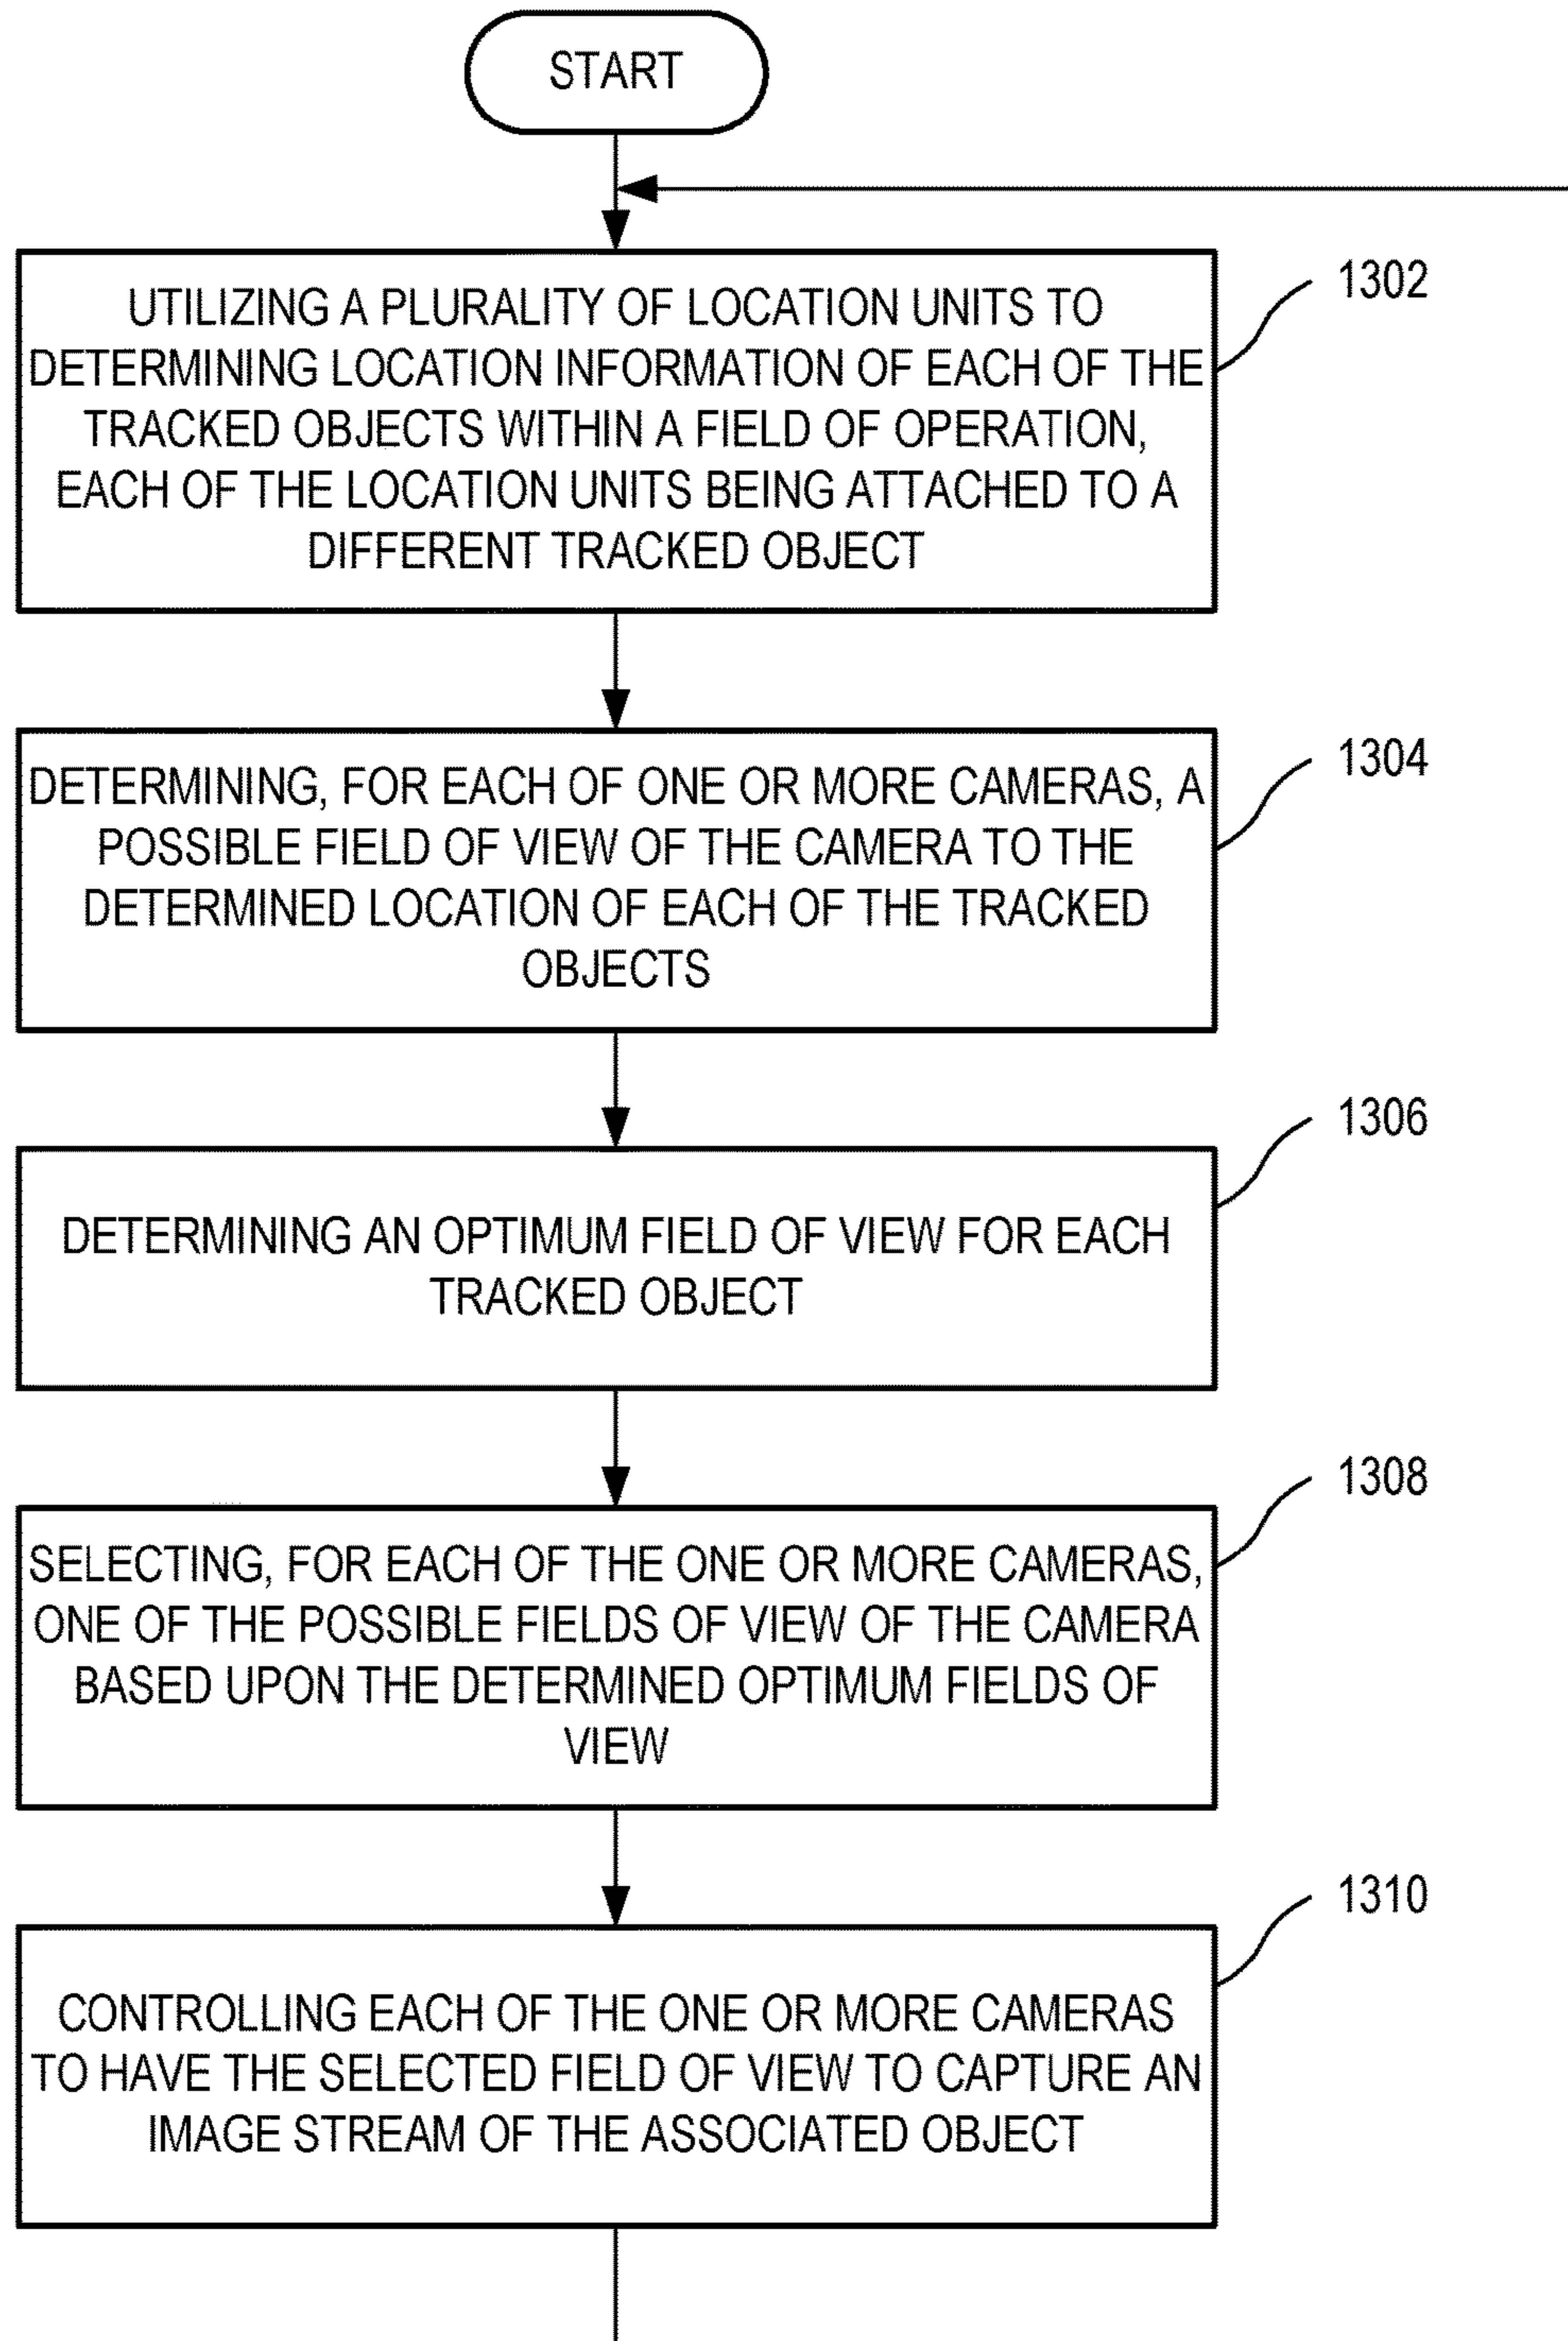 START
UTILIZING A PLURALITY OF LOCATION UNITS TO
1302
DETERMINING LOCATION INFORMATION OF EACH OF THE
TRACKED OBJECTS WITHIN A FIELD OF OPERATION,
EACH OF THE LOCATION UNITS BEING ATTACHED TO A
DIFFERENT TRACKED OBJECT
1304
DETERMINING, FOR EACH OF ONE OR MORE CAMERAS, A
POSSIBLE FIELD OF VIEW OF THE CAMERA TO THE
DETERMINED LOCATION OF EACH OF THE TRACKED
OBJECTS
1306
DETERMINING AN OPTIMUM FIELD OF VIEW FOR EACH
TRACKED OBJECT
1308
SELECTING, FOR EACH OF THE ONE OR MORE CAMERAS,
ONE OF THE POSSIBLE FIELDS OF VIEW OF THE CAMERA
BASED UPON THE DETERMINED OPTIMUM FIELDS OF
VIEW
1310
CONTROLLING EACH OF THE ONE OR MORE CAMERAS
TO HAVE THE SELECTED FIELD OF VIEW TO CAPTURE AN
IMAGE STREAM OF THE ASSOCIATED OBJECT